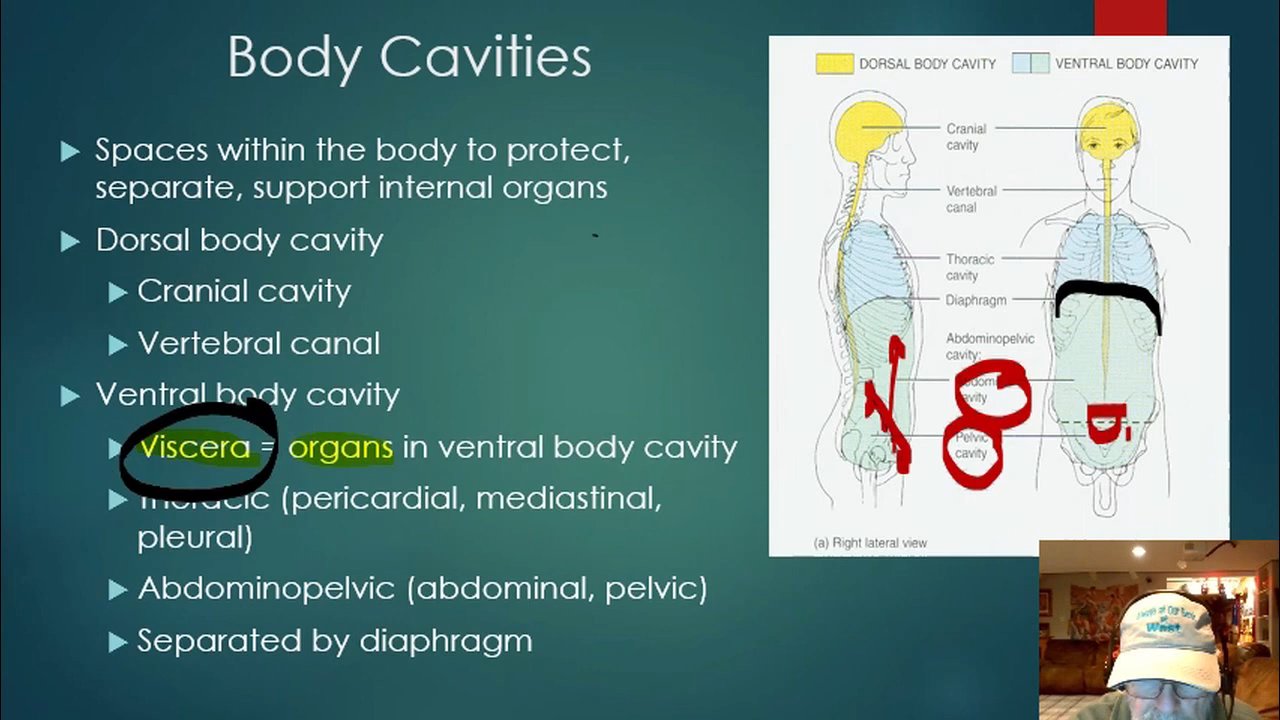 Body Cavities
Spaces within the body to protect,
separate, support internal organs
Dorsal body cavity
Cranial cavity
Vertebral canal
Ventral body cavity
Viscera = organs in ventral body cavity
Thoracic (pericardial, mediastinal,
pleural)
Abdominopelvic (abdominal, pelvic)
Separated by diaphragm
DORSAL BODY CAVITY
VENTRAL BODY CAVITY
Cranial
cavity
Vertebral
canal
Thoracic
cavity
Diaphragm
Abdominopelvic
cavity:
Pelvic
cavity
(a) Right lateral view
West